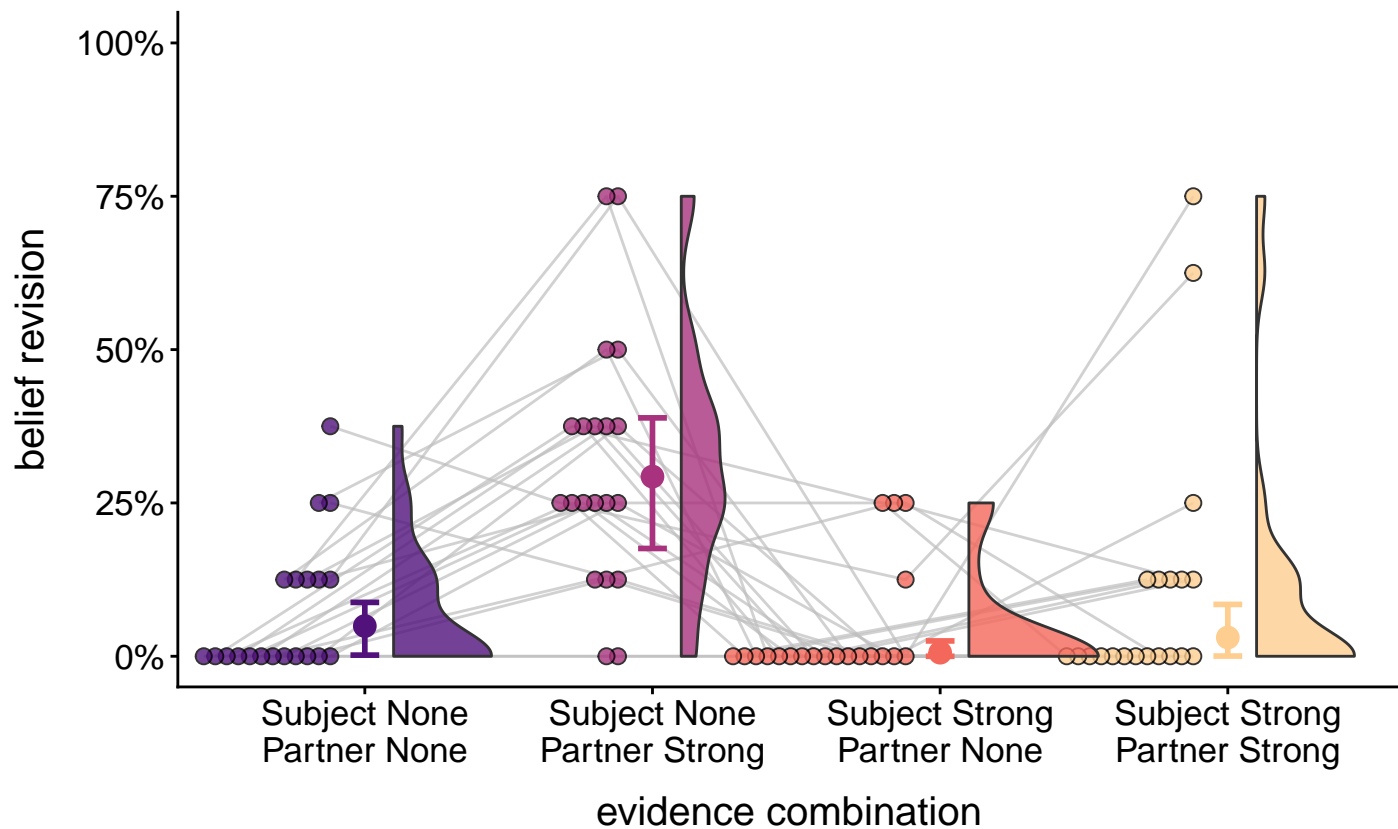 100%
75%
50%
25%
0%
belief revision
Subject None
Partner None
Subject None
Partner Strong
Subject Strong
Partner None
Subject Strong
Partner Strong
evidence combination